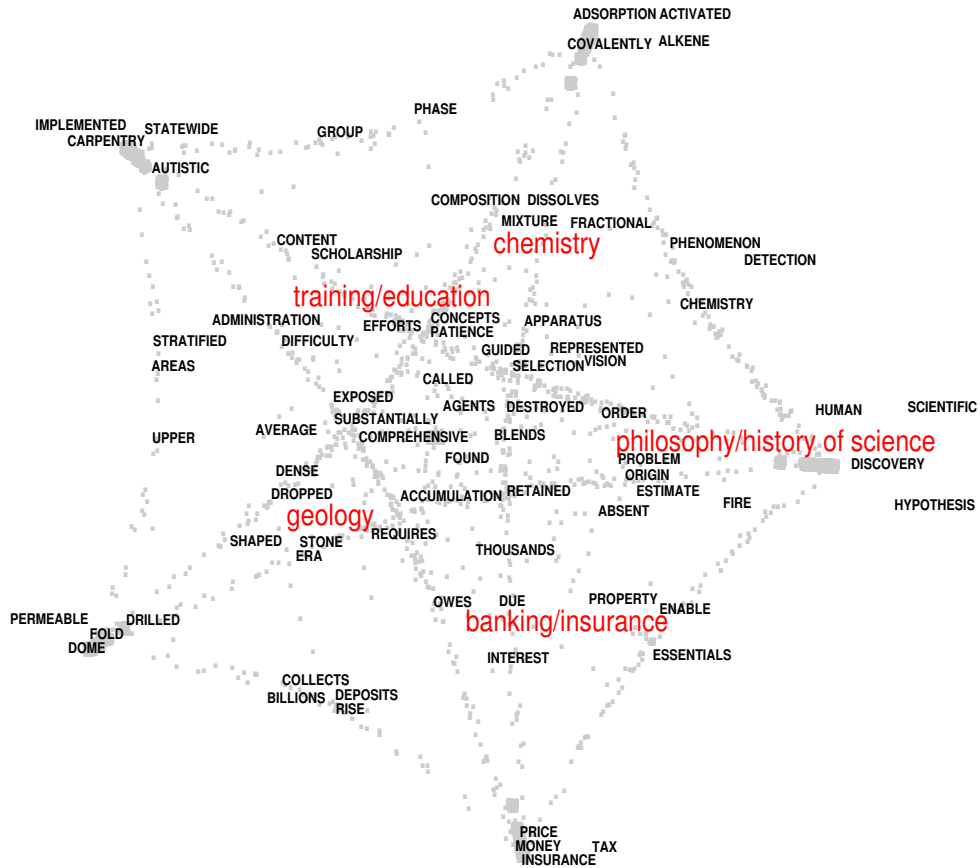 ADSORPTION ACTIVATED
COVALENTLY ALKENE
PHASE
IMPLEMENTED STATEWIDE GROUP
CARPENTRY
AUTISTIC
COMPOSITION DISSOLVES
MIXTURE FRACTIONAL
chemistry
CONTENT PHENOMENON
SCHOLARSHIP DETECTION
training/education
CHEMISTRY
ADMINISTRATION EFFORTS CONCEPTS APPARATUS
PATIENCE
STRATIFIED DIFFICULTY GUIDED REPRESENTED
AREAS SELECTION VISION
CALLED
EXPOSED AGENTS DESTROYED ORDER HUMAN SCIENTIFIC
SUBSTANTIALLY
UPPER AVERAGE COMPREHENSIVE BLENDS
philosophy/history of science
DENSE FOUND PROBLEM DISCOVERY
ORIGIN
DROPPED ACCUMULATION RETAINED ESTIMATE
geology ABSENT FIRE HYPOTHESIS
SHAPED STONE REQUIRES
ERA THOUSANDS
OWES DUE PROPERTY ENABLE
PERMEABLE DRILLED banking/insurance
FOLD
DOME INTEREST ESSENTIALS
COLLECTS
BILLIONS DEPOSITS
RISE
PRICE
MONEY TAX
INSURANCE